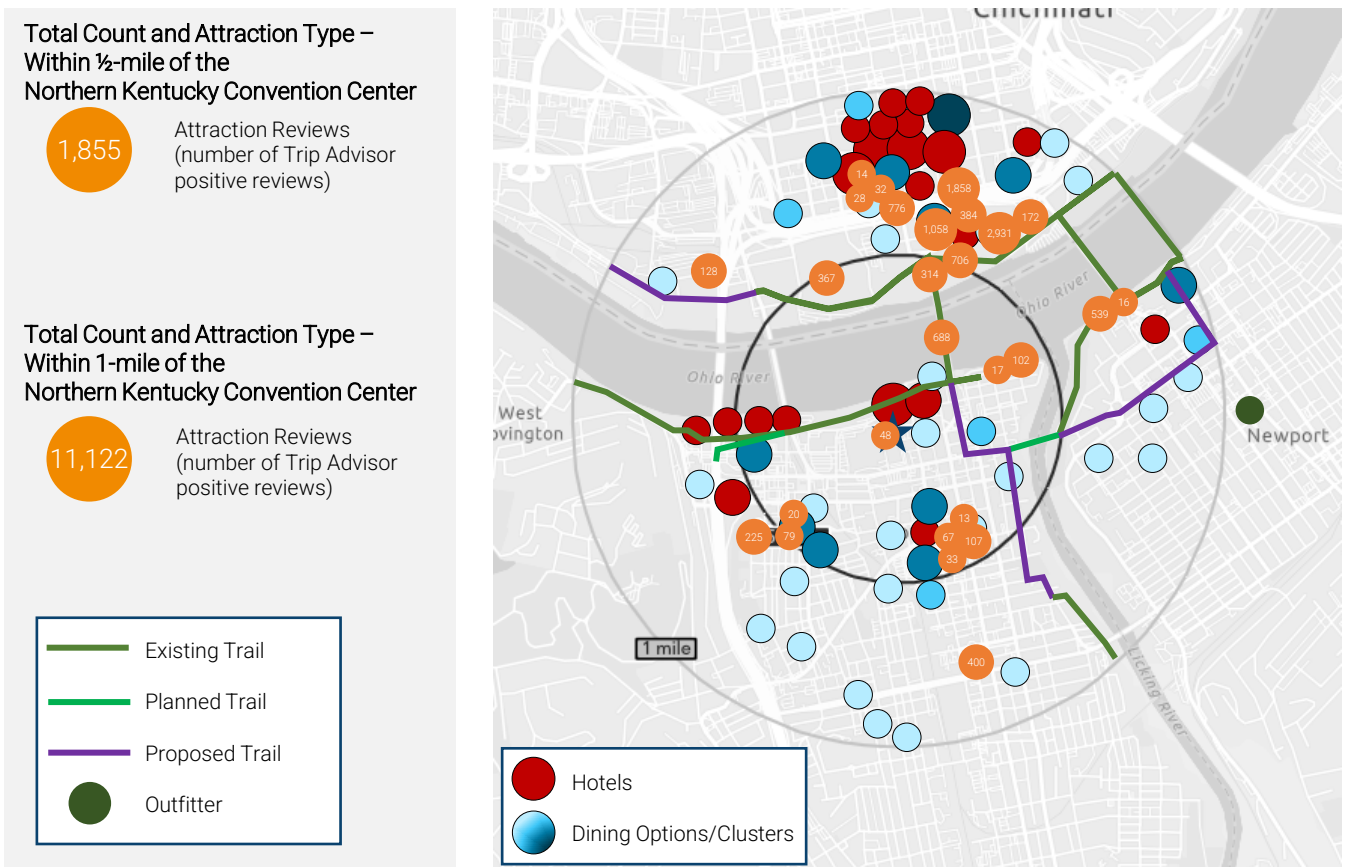 Total Count and Attraction Type –
Within ½-mile of the
Northern Kentucky Convention Center
1,855
Attraction Reviews
(number of Trip Advisor
positive reviews)
Total Count and Attraction Type –
Within 1-mile of the
Northern Kentucky Convention Center
11,122
Attraction Reviews
(number of Trip Advisor
positive reviews)
Existing Trail
Planned Trail
Proposed Trail
Outfitter
Cincinnati
14
32
28
776
1,858
384
1,058
2,931
172
706
128
367
314
Ohio River
16
539
688
102
17
Ohio River
West
ovington
48
Newport
20
225
79
13
67
107
33
1 mile
400
Licking River
Hotels
Dining Options/Clusters